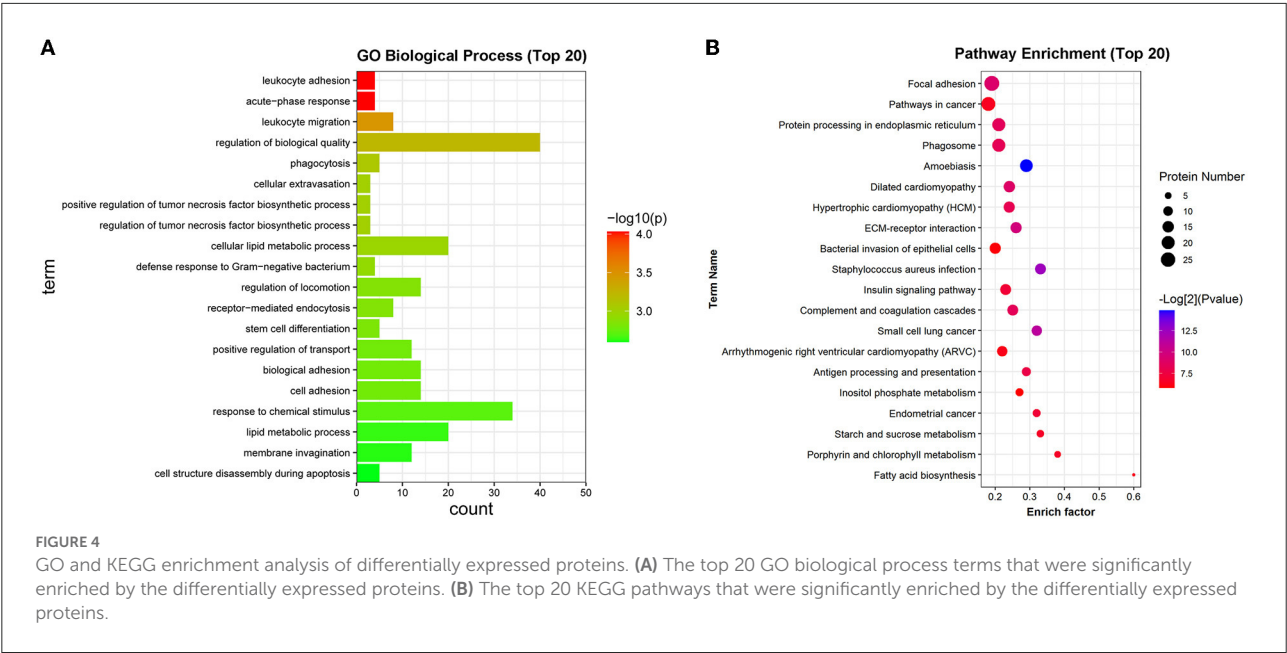 A
GO Biological Process (Top 20)
term
leukocyte adhesion
acute−phase response
leukocyte migration
regulation of biological quality
phagocytosis
cellular extravasation
positive regulation of tumor necrosis factor biosynthetic process
regulation of tumor necrosis factor biosynthetic process
cellular lipid metabolic process
defense response to Gram−negative bacterium
regulation of locomotion
receptor−mediated endocytosis
stem cell differentiation
positive regulation of transport
biological adhesion
cell adhesion
response to chemical stimulus
lipid metabolic process
membrane invagination
cell structure disassembly during apoptosis
0 10 20 30 40 50
count
−log10(p)
4.0
3.5
3.0
B
Pathway Enrichment (Top 20)
Term Name
Focal adhesion
Pathways in cancer
Protein processing in endoplasmic reticulum
Phagosome
Amoebiasis
Dilated cardiomyopathy
Hypertrophic cardiomyopathy (HCM)
ECM-receptor interaction
Bacterial invasion of epithelial cells
Staphylococcus aureus infection
Insulin signaling pathway
Complement and coagulation cascades
Small cell lung cancer
Arrhythmogenic right ventricular cardiomyopathy (ARVC)
Antigen processing and presentation
Inositol phosphate metabolism
Endometrial cancer
Starch and sucrose metabolism
Porphyrin and chlorophyll metabolism
Fatty acid biosynthesis
0.2 0.3 0.4 0.5 0.6
Enrich factor
Protein Number
5
10
15
20
25
-Log[2](Pvalue)
12.5
10.0
7.5
FIGURE 4
GO and KEGG enrichment analysis of differentially expressed proteins. (A) The top 20 GO biological process terms that were significantly
enriched by the differentially expressed proteins. (B) The top 20 KEGG pathways that were significantly enriched by the differentially expressed
proteins.